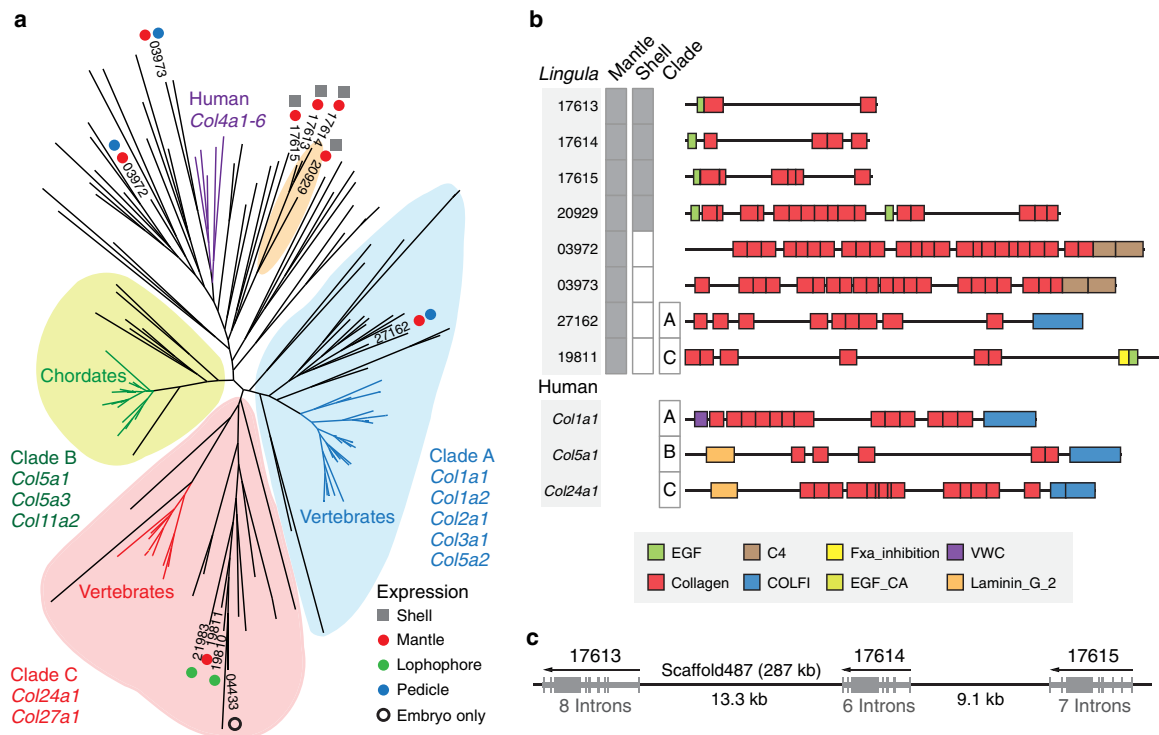 a
03973
Human
Col4a1-6
17615
17613
17614
20929
03972
27162
Chordates
Clade B
Col5a1
Col5a3
Col11a2
Clade A
Col1a1
Col1a2
Col2a1
Col3a1
Col5a2
Vertebrates
Vertebrates
21983
19811
19810
04433
Clade C
Col24a1
Col27a1
Expression
Shell
Mantle
Lophophore
Pedicle
Embryo only
b
Lingula
Mantle
Shell
Clade
17613
17614
17615
20929
03972
03973
27162 A
19811 C
Human
Col1a1 A
Col5a1 B
Col24a1 C
EGF C4 Fxa_inhibition VWC
Collagen COLFI EGF_CA Laminin_G_2
c
17613 17614 17615
Scaffold487 (287 kb)
13.3 kb 9.1 kb
8 Introns 6 Introns 7 Introns